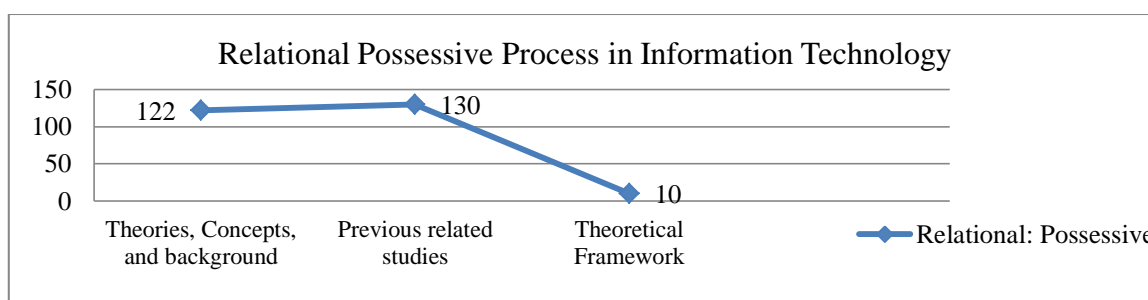 Relational Possessive Process in Information Technology
150
100
50
0
122
130
10
Theories, Concepts,
and background
Previous related
studies
Theoretical
Framework
Relational: Possessive